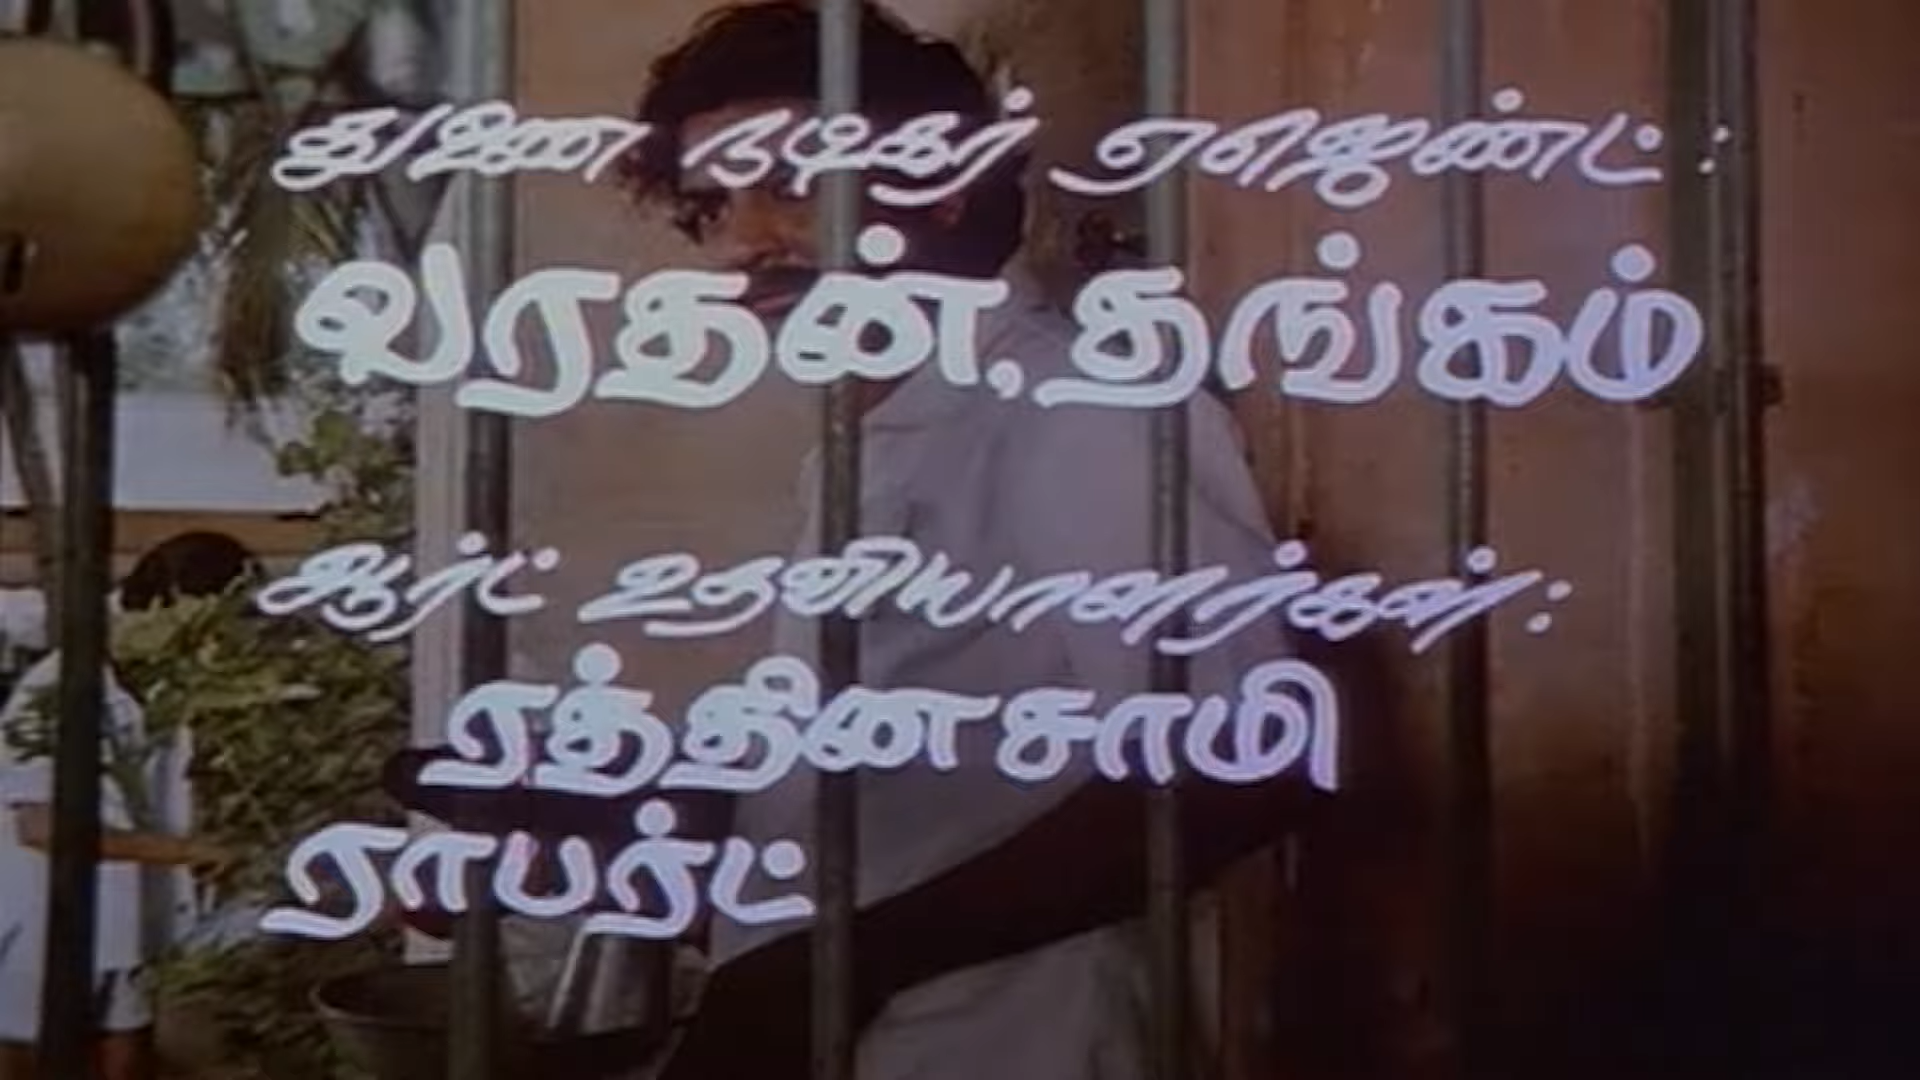 துணை நடிகர் ஏஜெண்ட் :
வரதன், தங்கம்
ஆர்ட் உதவியாளர்கள் :
ரத்தினசாமி
ராபர்ட்